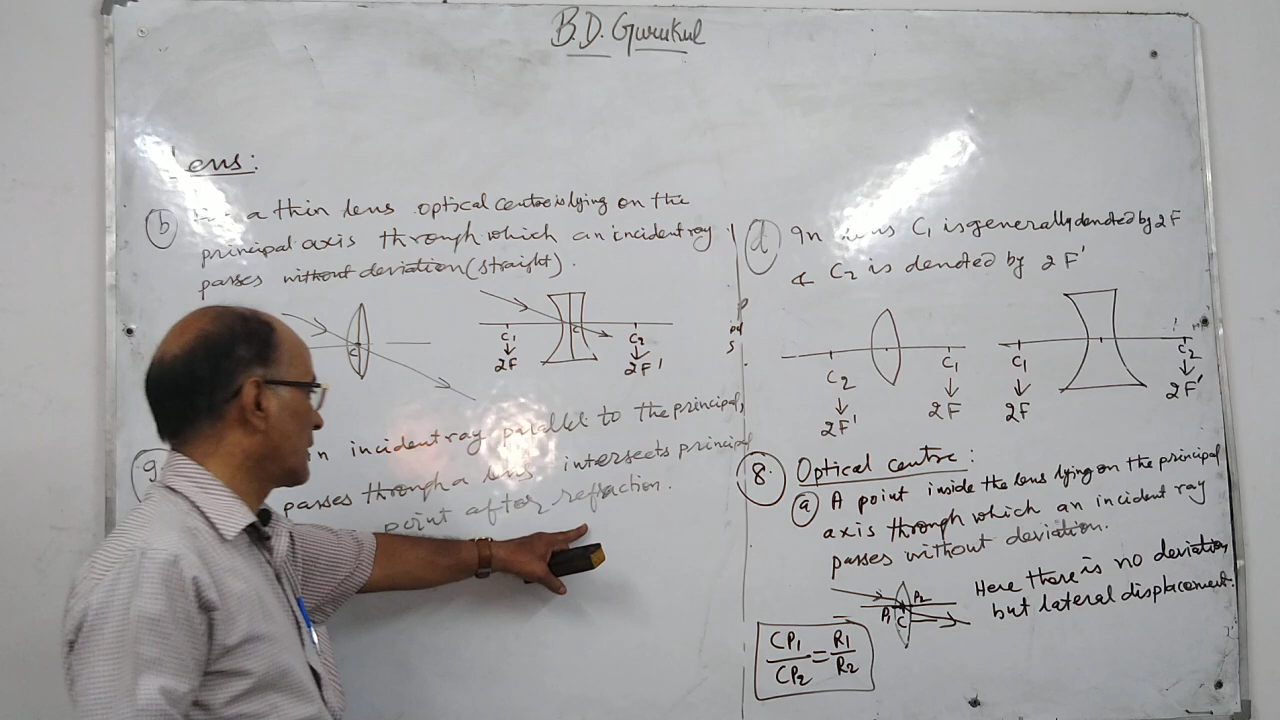 B.D. Gurukul
Lens:
(b) a thin lens optical centre is lying on the
principal axis through which an incident ray
passes without deviation (straight).
C
C1 C2
2F 2F'
C
9
n incident ray parallel to the principal,
passes through a lens intersects principal
point after refraction.
(d) In lens C1 is generally denoted by 2F
& C2 is denoted by 2F'
C2 C1
2F' 2F
C1 C2
2F 2F'
8. Optical centre:
(a) A point inside the lens lying on the principal
axis through which an incident ray
passes without deviation.
P1 P2
C
Here there is no deviation
but lateral displacement.
CP1/CP2 = R1/R2